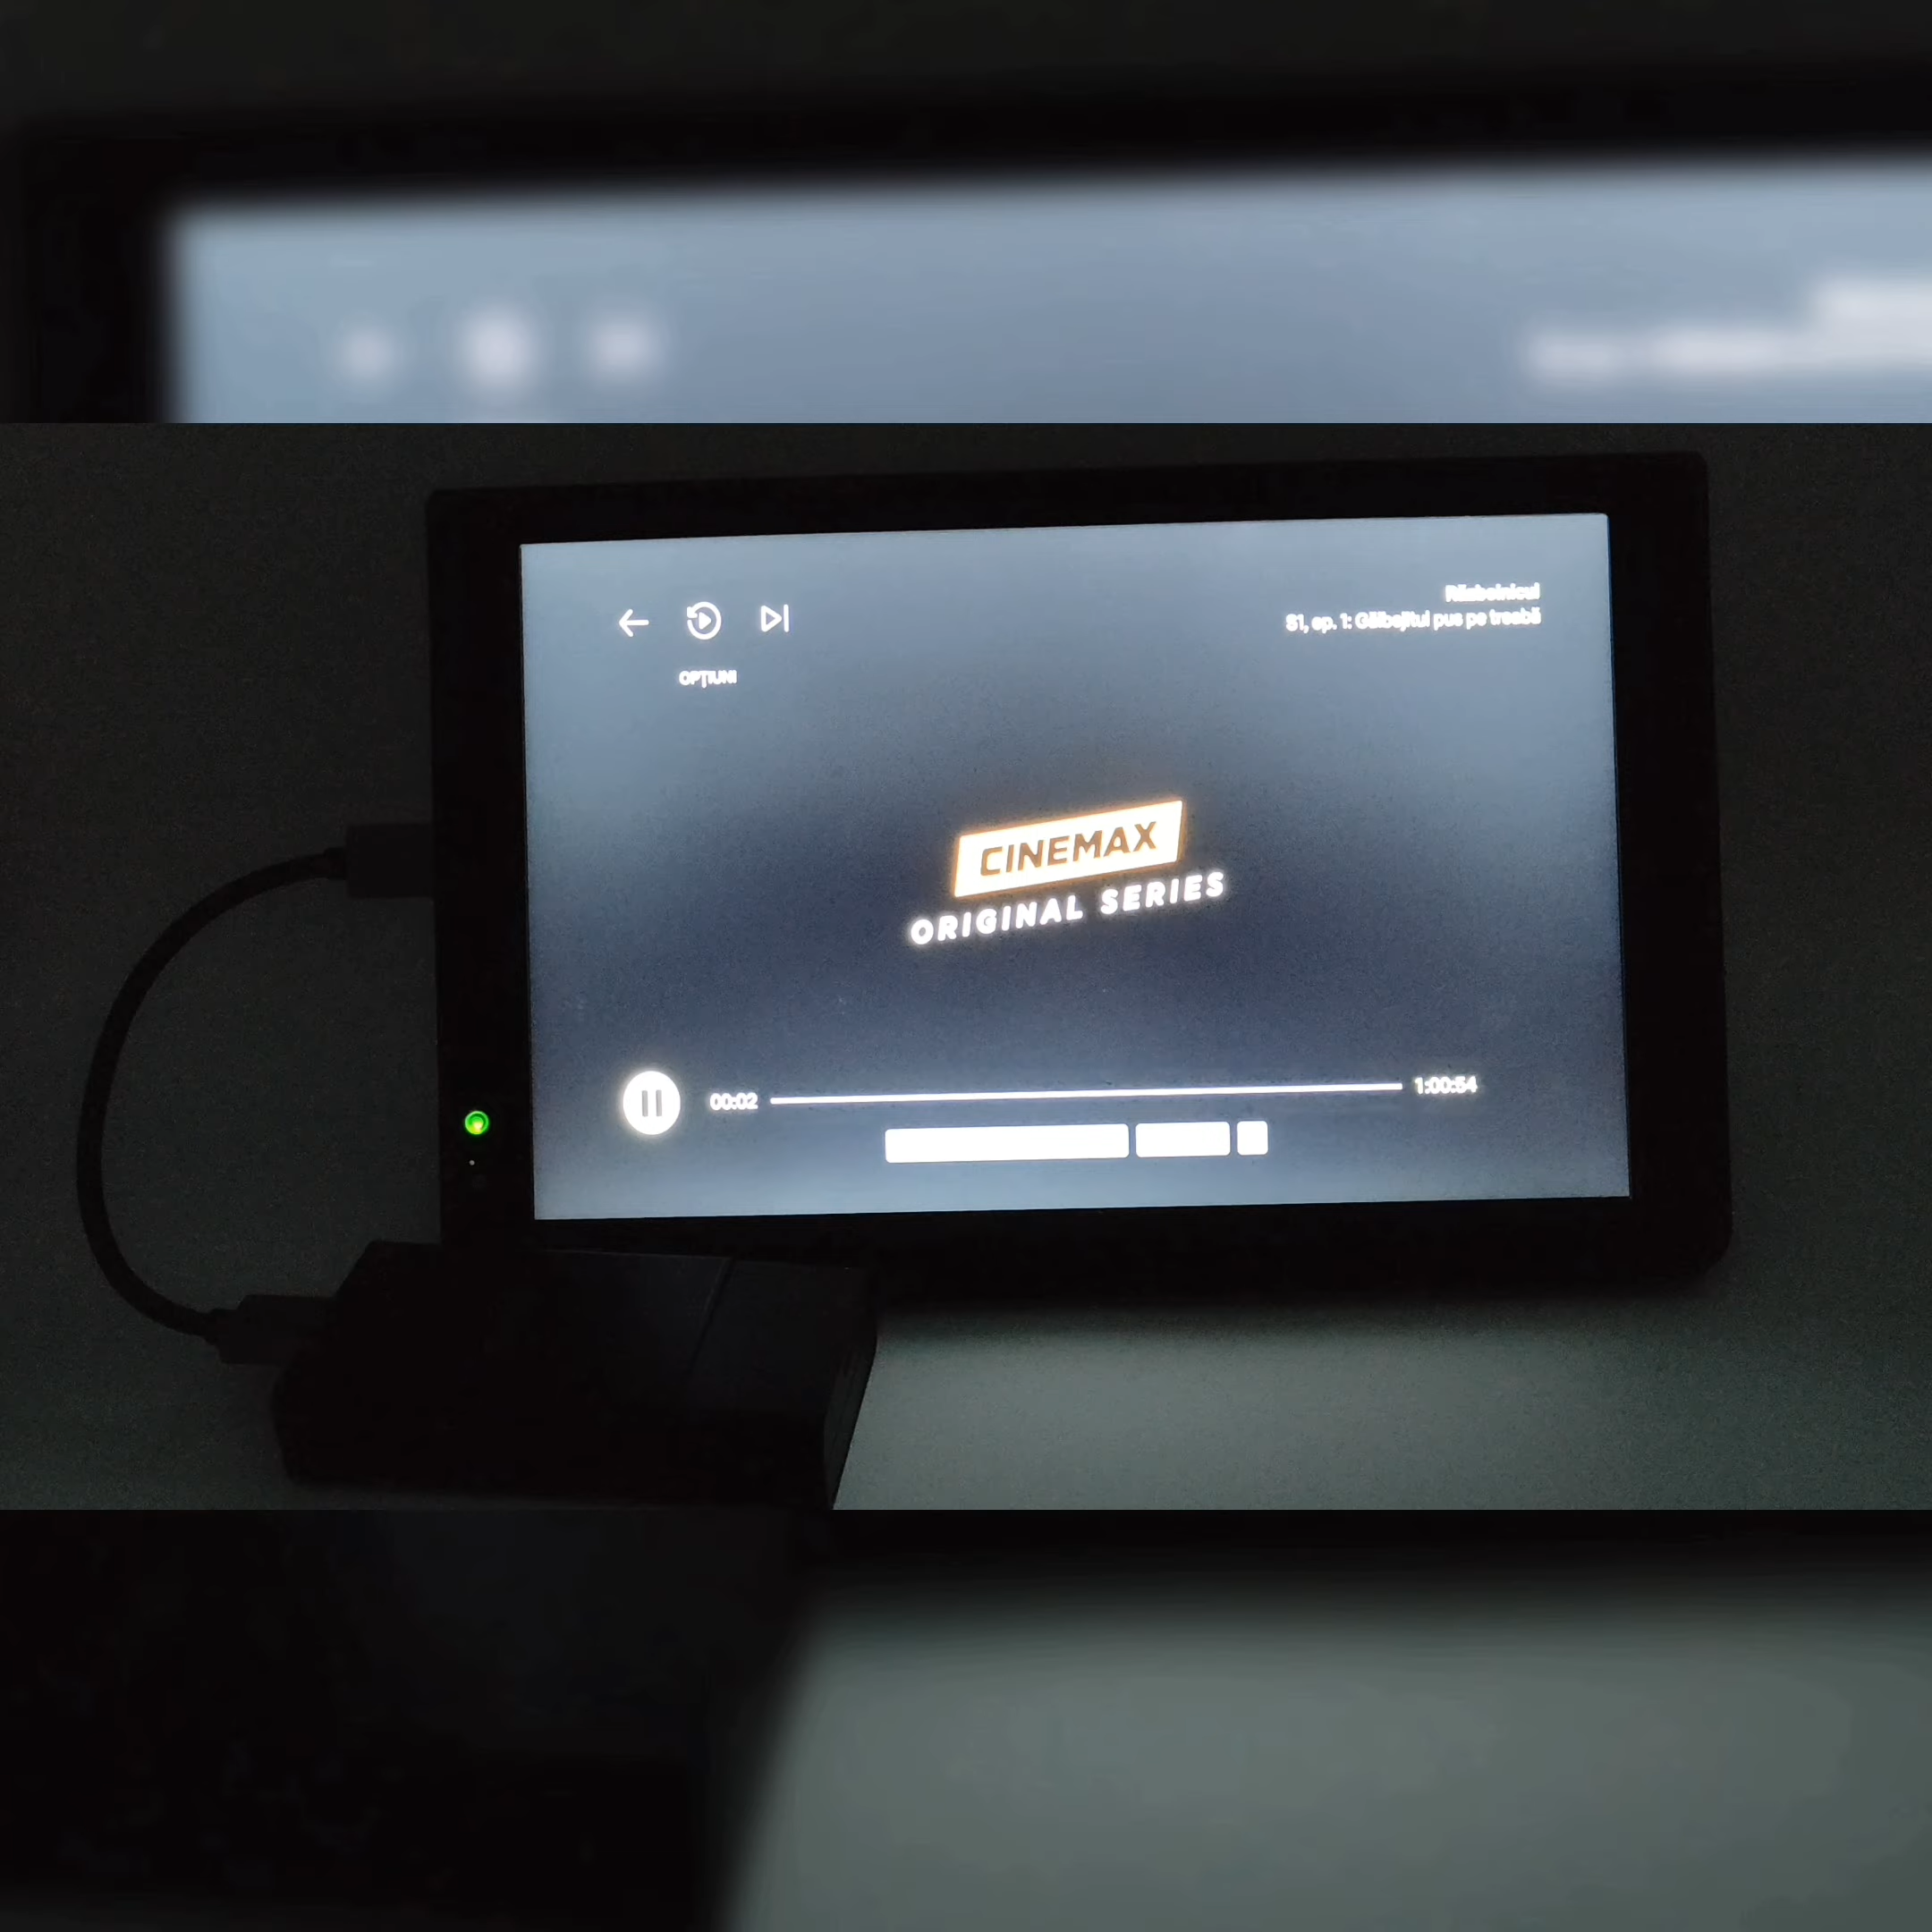 Războinicul
S1, ep. 1: Gălbejitul pus pe treabă
OPȚIUNI
CINEMAX
ORIGINAL SERIES
00:02
1:00:54